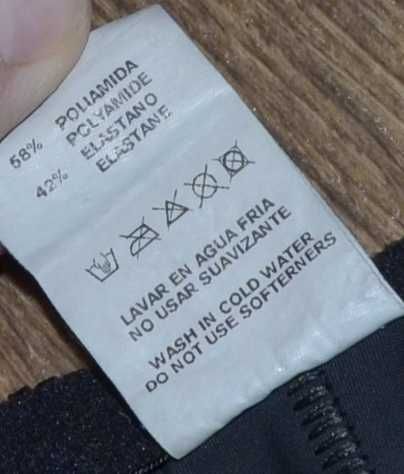 58% POLIAMIDA
POLYAMIDE
42% ELASTANO
ELASTANE
LAVAR EN AGUA FRIA
NO USAR SUAVIZANTE
WASH IN COLD WATER
DO NOT USE SOFTERNERS